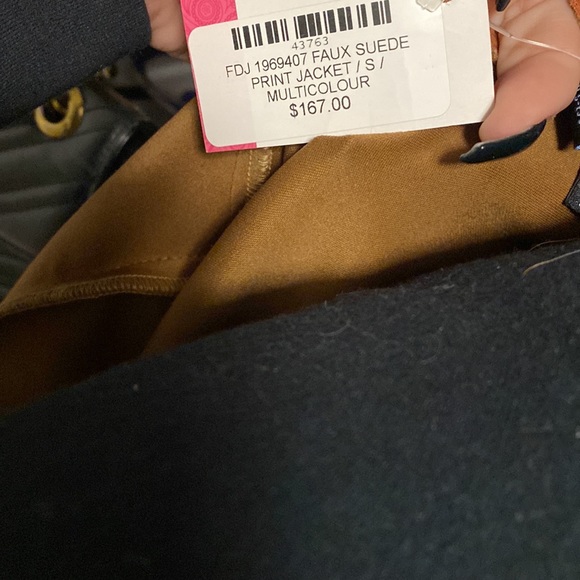 43763
FDJ 1969407 FAUX SUEDE
PRINT JACKET / S /
MULTICOLOUR
$167.00